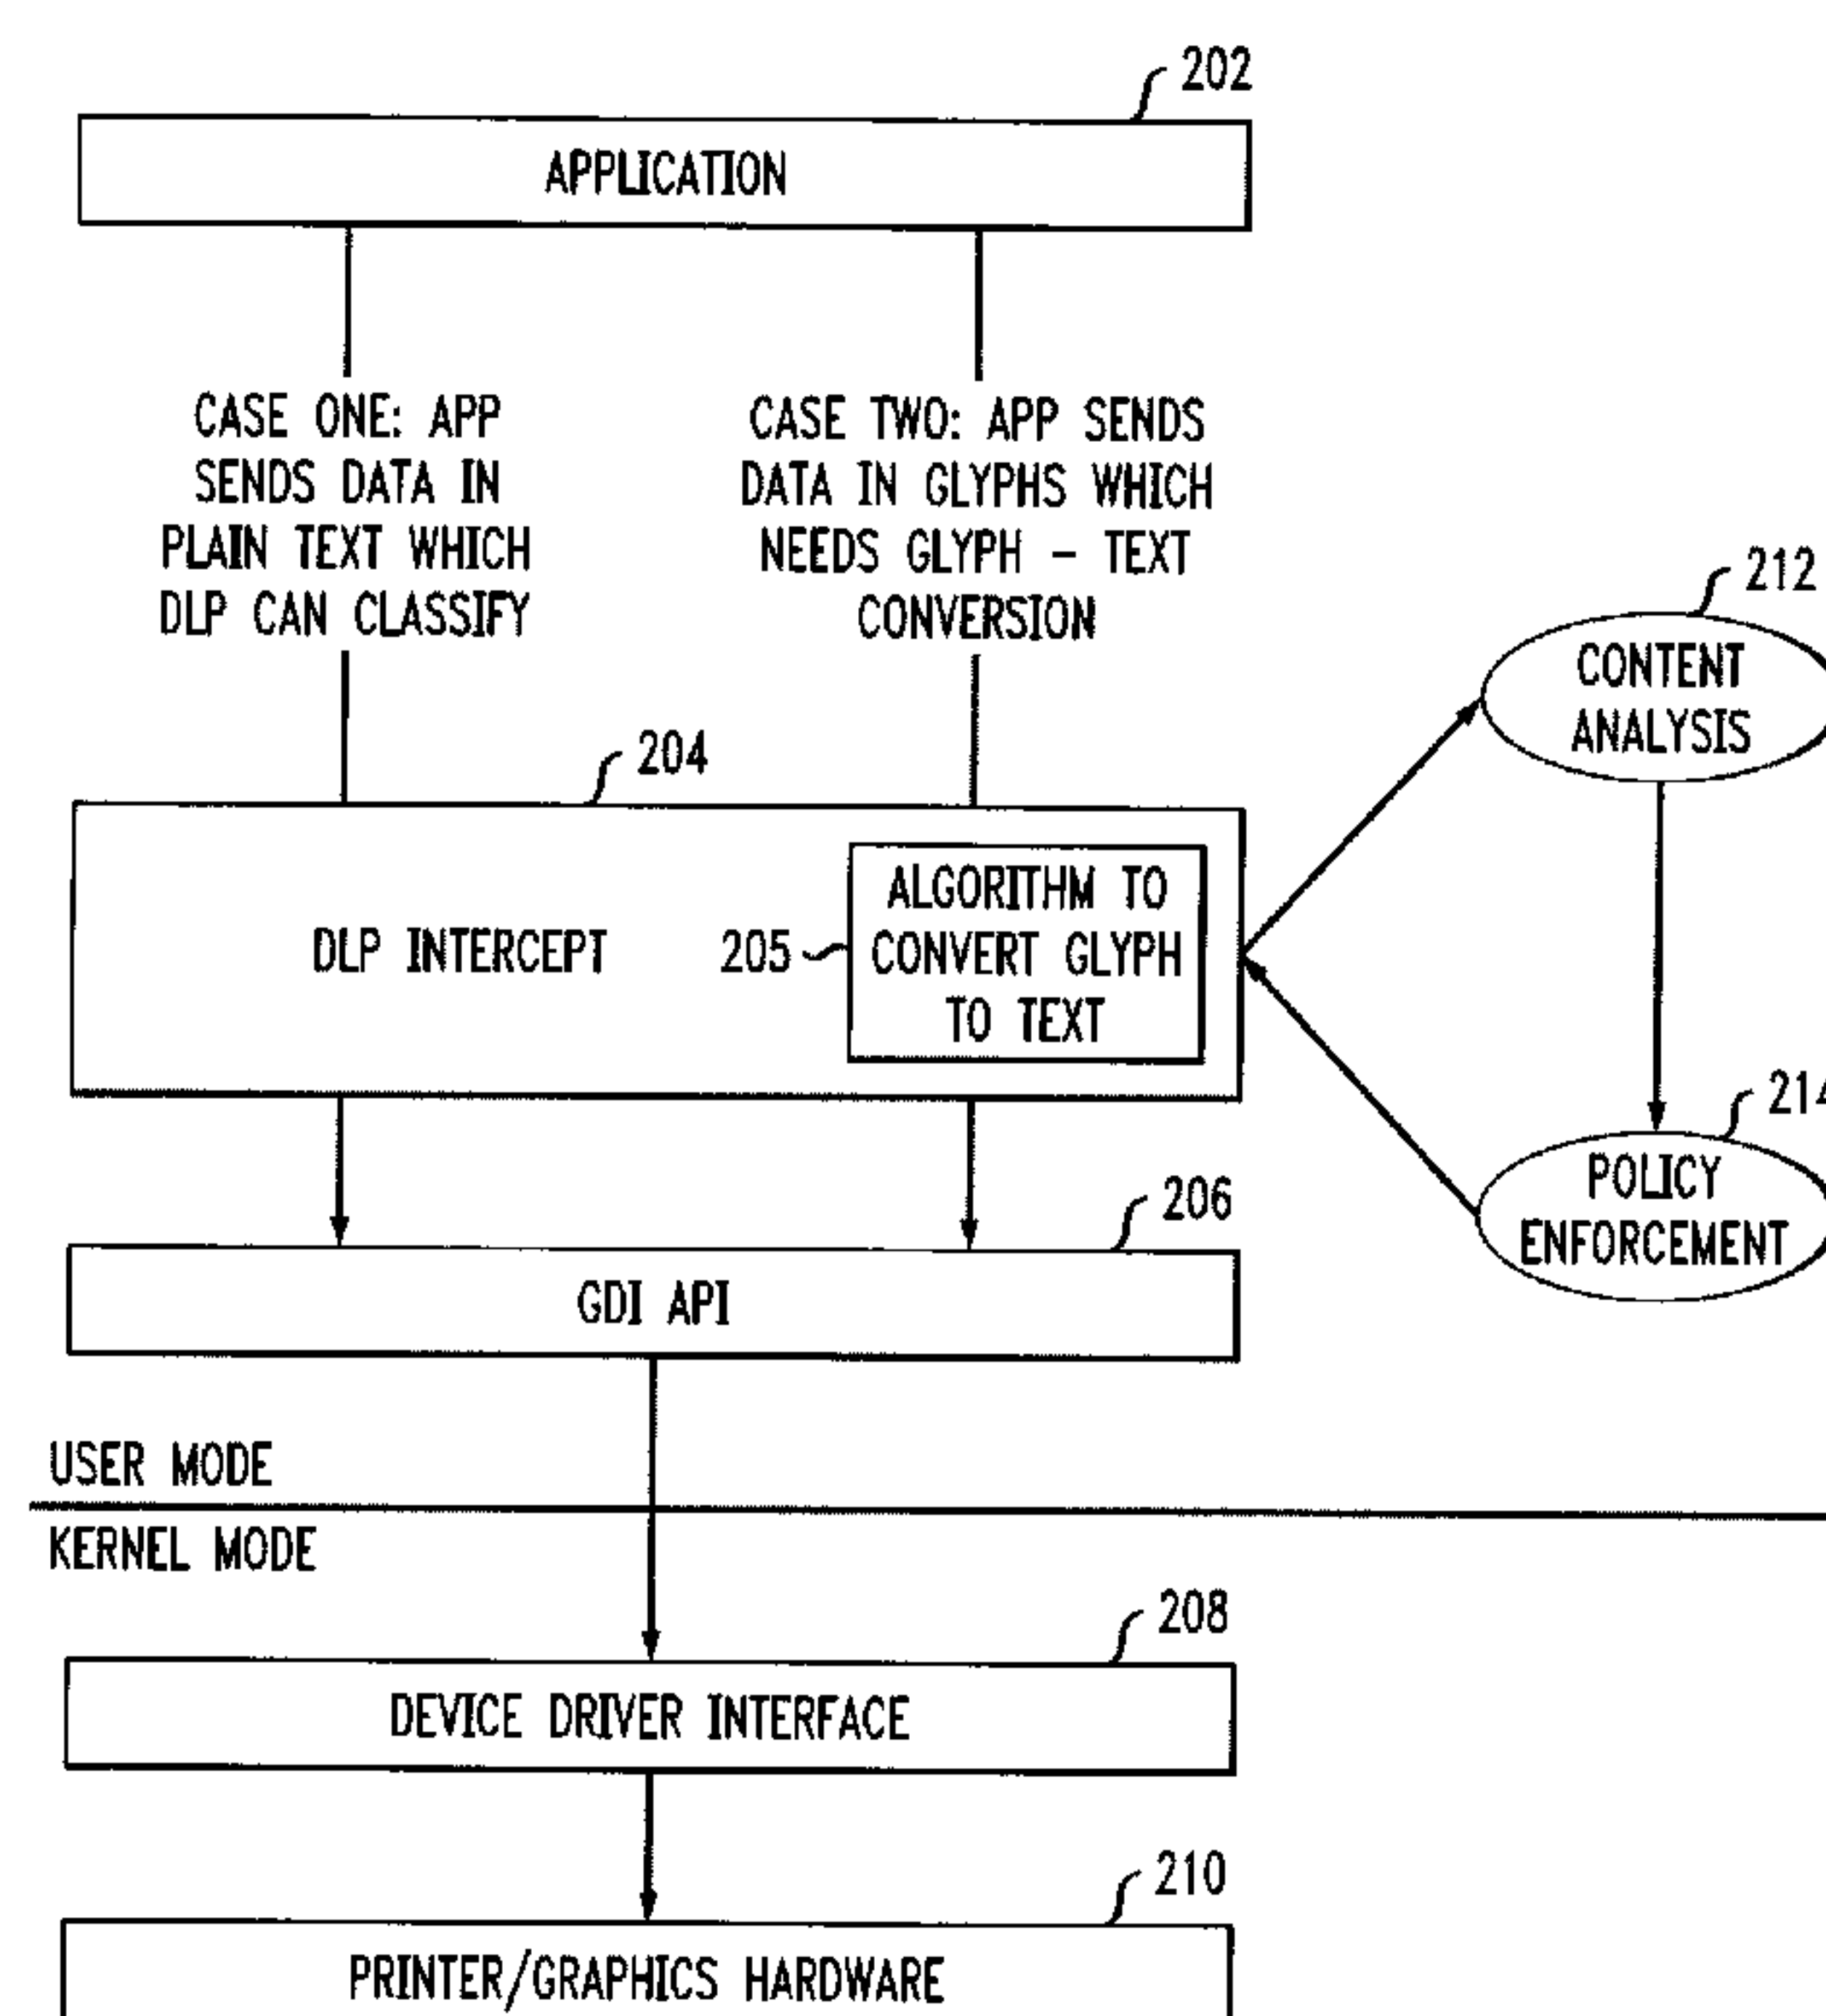 202
APPLICATION
CASE ONE: APP
SENDS DATA IN
PLAIN TEXT WHICH
DLP CAN CLASSIFY
CASE TWO: APP SENDS
DATA IN GLYPHS WHICH
NEEDS GLYPH – TEXT
CONVERSION
212
CONTENT
ANALYSIS
204
DLP INTERCEPT
205
ALGORITHM TO
CONVERT GLYPH
TO TEXT
214
POLICY
ENFORCEMENT
206
GDI API
USER MODE
KERNEL MODE
208
DEVICE DRIVER INTERFACE
210
PRINTER/GRAPHICS HARDWARE